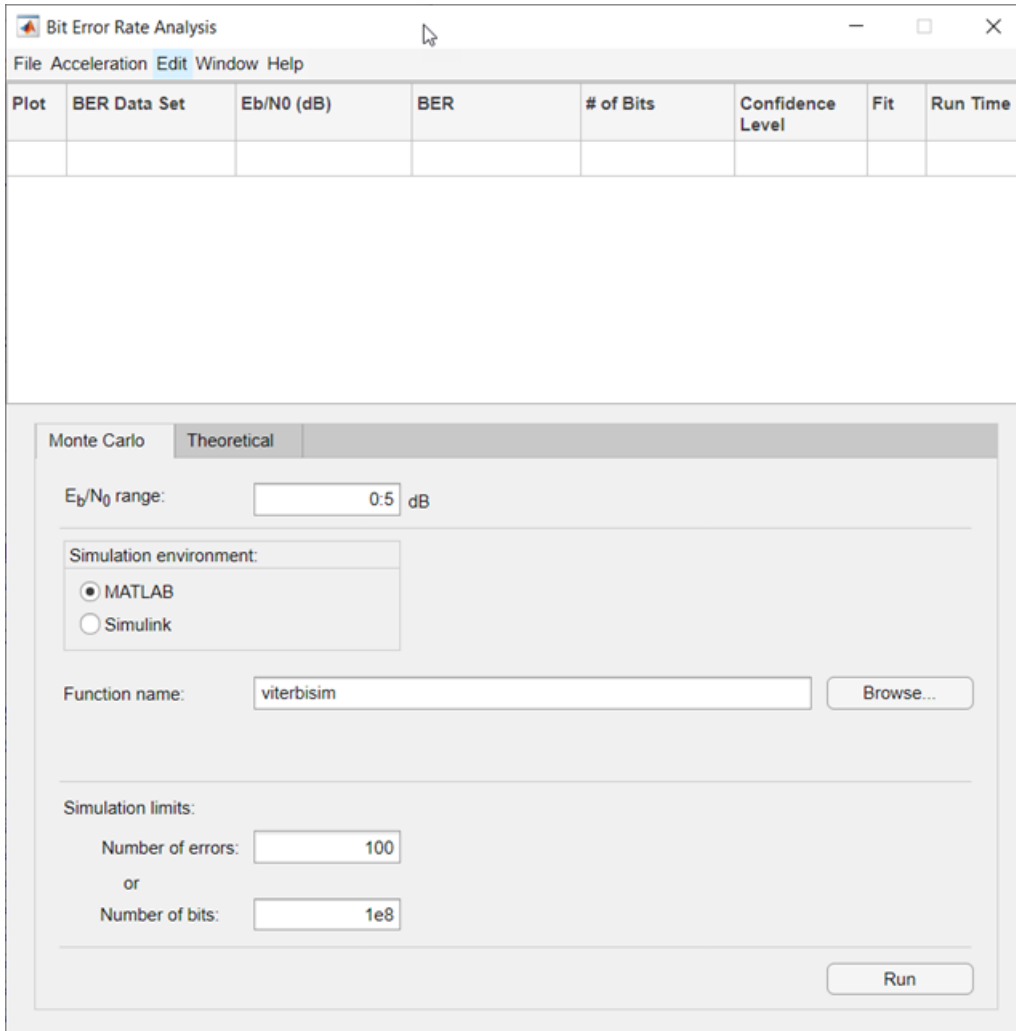 Bit Error Rate Analysis
File Acceleration Edit Window Help
Plot BER Data Set Eb/N0 (dB) BER # of Bits Confidence Level Fit Run Time
Monte Carlo Theoretical
Eb/N0 range: 0:5 dB
Simulation environment:
MATLAB
Simulink
Function name: viterbisim Browse...
Simulation limits:
Number of errors: 100
or
Number of bits: 1e8
Run